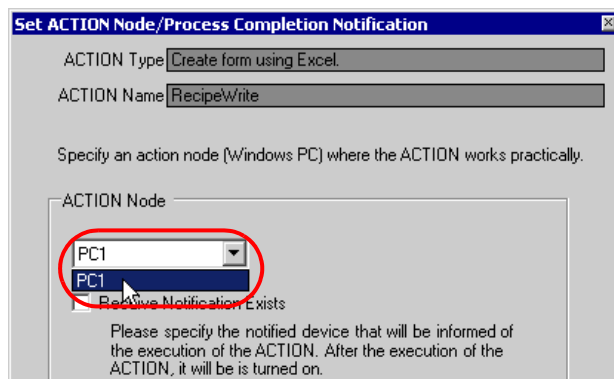 Set ACTION Node/Process Completion Notification
ACTION Type Create form using Excel.
ACTION Name RecipeWrite
Specify an action node (Windows PC) where the ACTION works practically.
ACTION Node
PC1
PC1
Receive Notification Exists
Please specify the notified device that will be informed of
the execution of the ACTION. After the execution of the
ACTION, it will be is turned on.